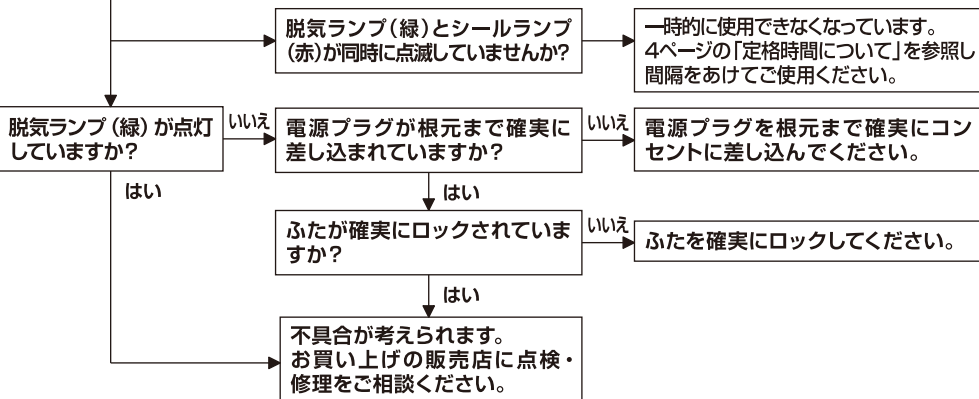 脱気ランプ（緑）とシールランプ
（赤）が同時に点滅していませんか？
一時的に使用できなくなっています。
4ページの「定格時間について」を参照し
間隔をあけてご使用ください。
脱気ランプ（緑）が点灯
していますか？
いいえ
電源プラグが根元まで確実に
差し込まれていますか？
いいえ
電源プラグを根元まで確実にコン
セントに差し込んでください。
はい
はい
ふたが確実にロックされていま
すか？
いいえ
ふたを確実にロックしてください。
はい
不具合が考えられます。
お買い上げの販売店に点検・
修理をご相談ください。